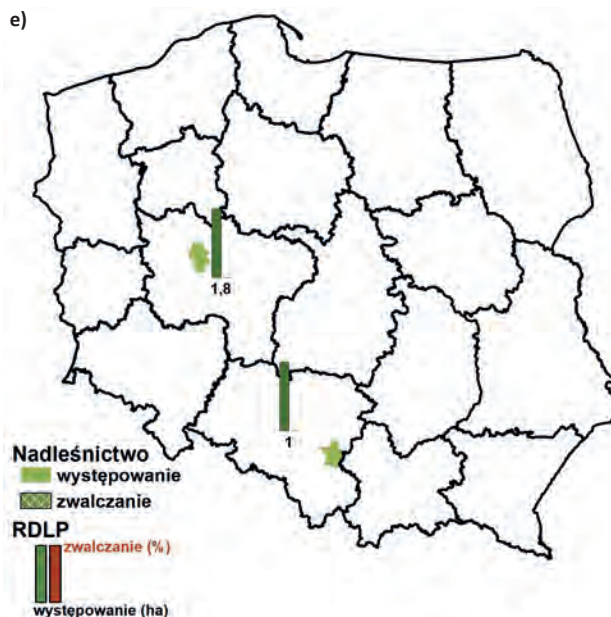 e)
1,8
1
Nadleśnictwo
występowanie
zwalczanie
RDLP
zwalczanie (%)
występowanie (ha)